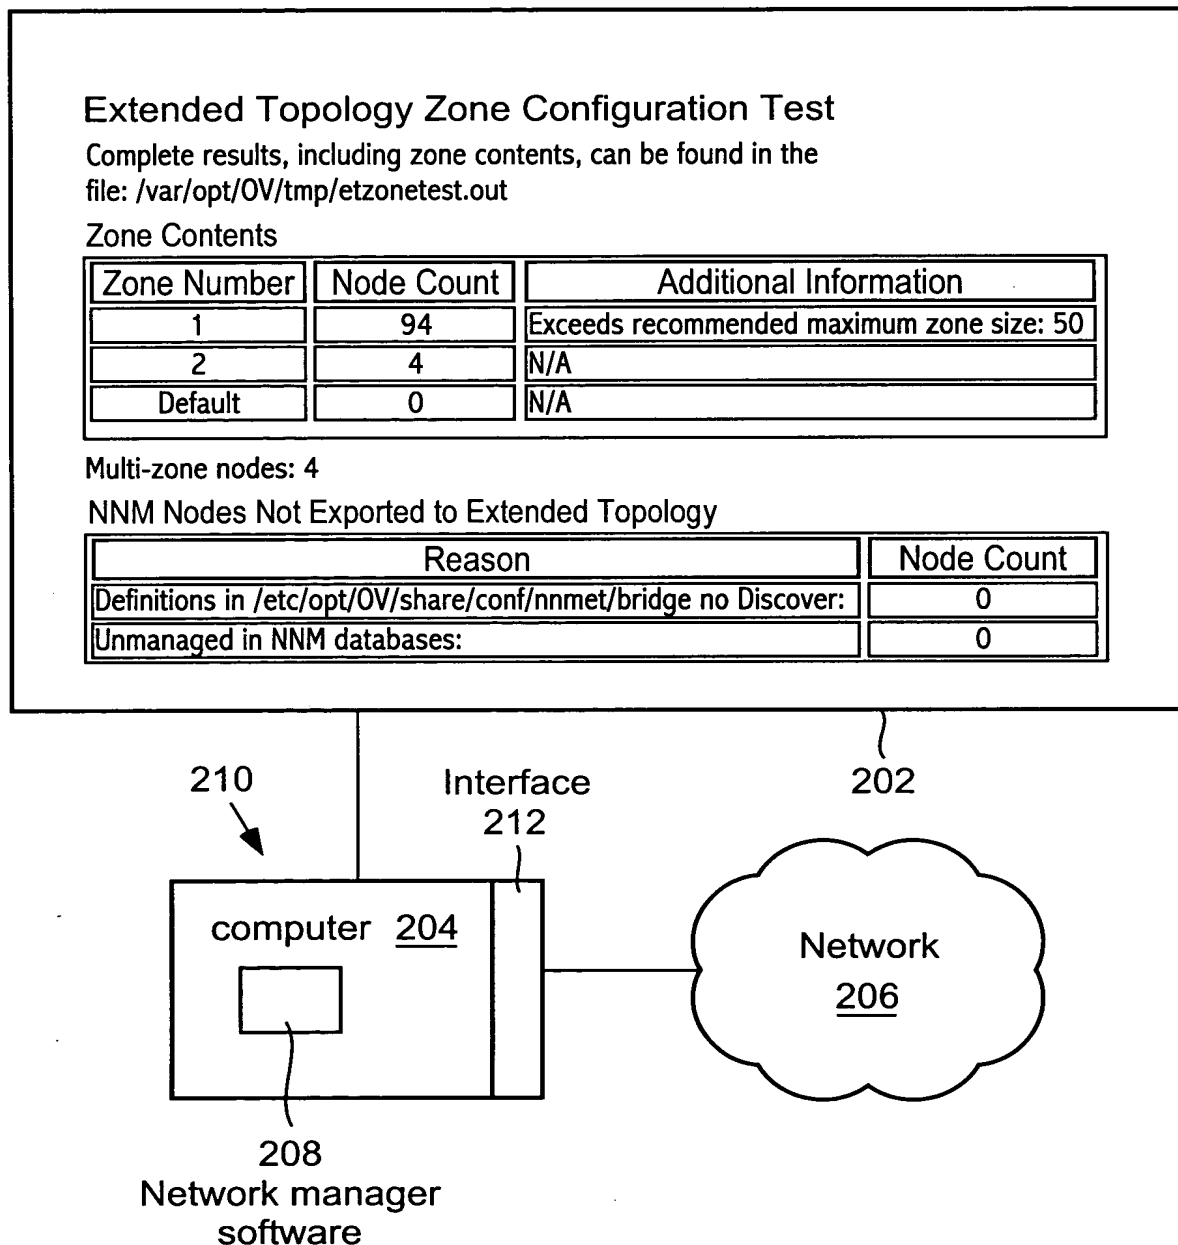 Extended Topology Zone Configuration Test
Complete results, including zone contents, can be found in the
file: /var/opt/OV/tmp/etzonetest.out
Zone Contents
Zone Number Node Count Additional Information
1 94 Exceeds recommended maximum zone size: 50
2 4 N/A
Default 0 N/A
Multi-zone nodes: 4
NNM Nodes Not Exported to Extended Topology
Reason Node Count
Definitions in /etc/opt/OV/share/conf/nnmet/bridge no Discover: 0
Unmanaged in NNM databases: 0
210
Interface
212
202
computer 204
Network
206
208
Network manager
software